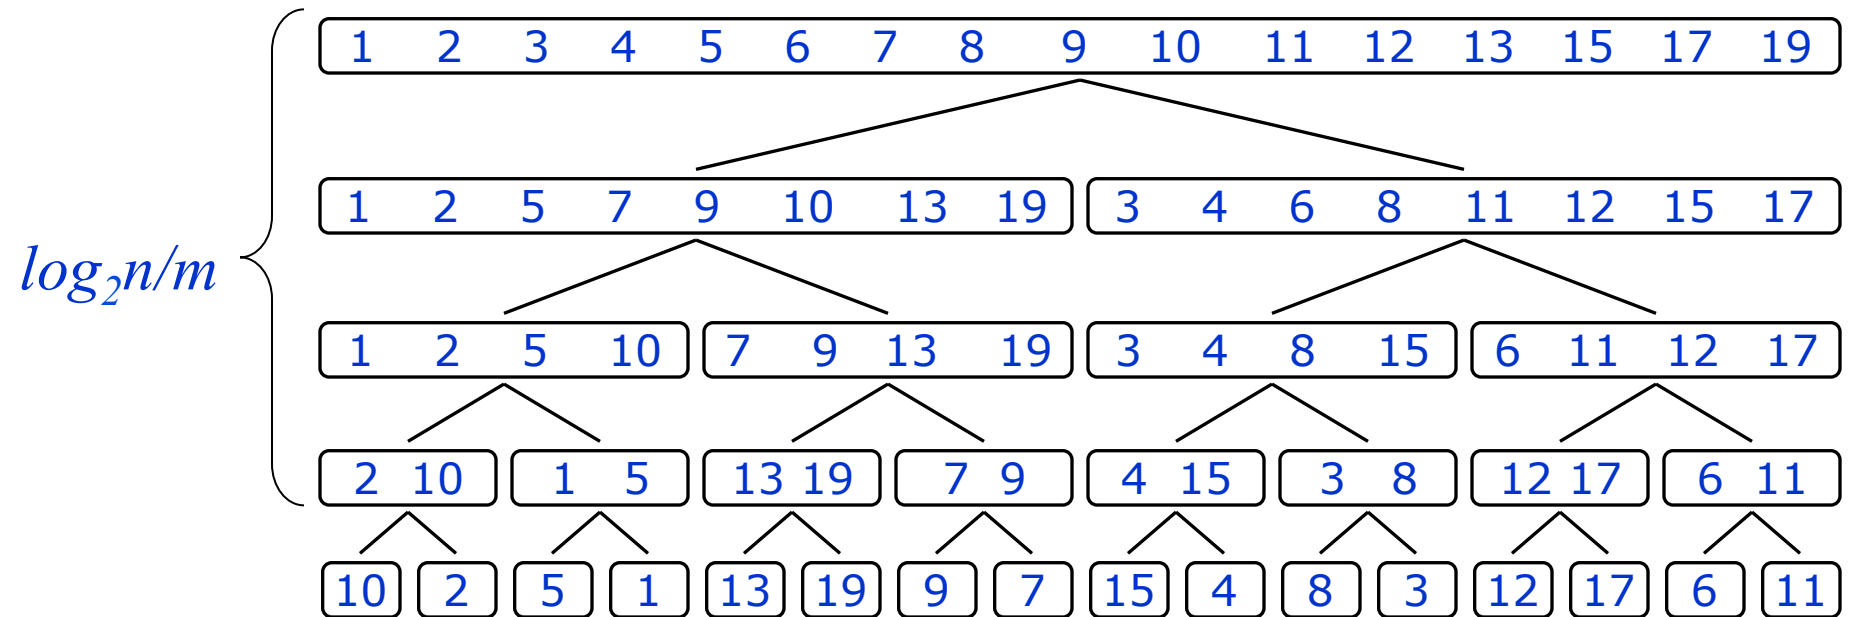 1 2 3 4 5 6 7 8 9 10 11 12 13 15 17 19
1 2 5 7 9 10 13 19 3 4 6 8 11 12 15 17
log2n/m
1 2 5 10 7 9 13 19 3 4 8 15 6 11 12 17
2 10 1 5 13 19 7 9 4 15 3 8 12 17 6 11
10 2 5 1 13 19 9 7 15 4 8 3 12 17 6 11